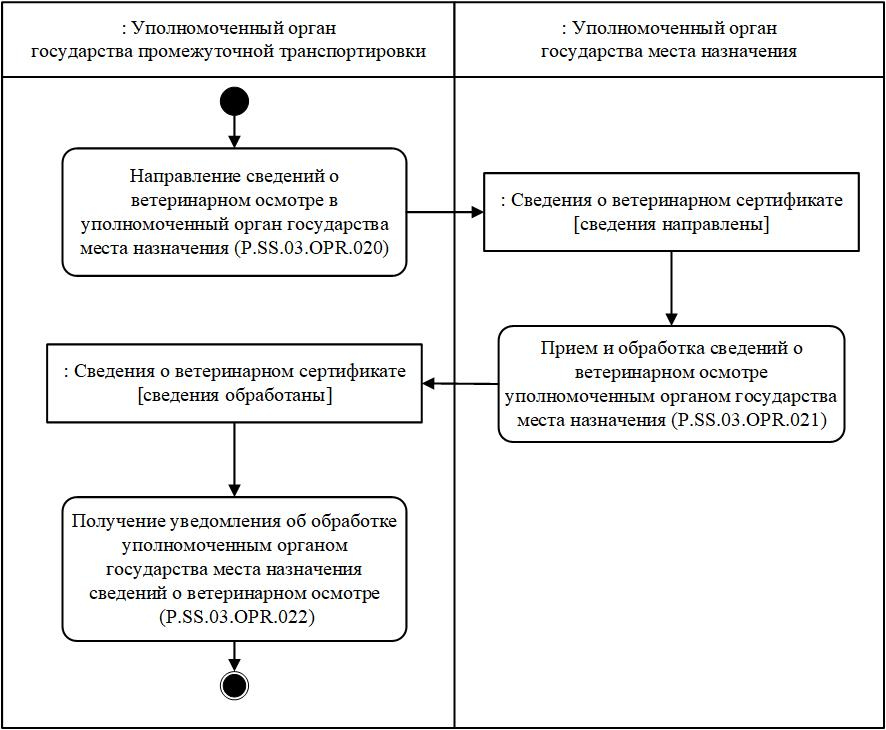 : Уполномоченный орган
государства промежуточной транспортировки
: Уполномоченный орган
государства места назначения
Направление сведений о
ветеринарном осмотре в
уполномоченный орган государства
места назначения (P.SS.03.OPR.020)
: Сведения о ветеринарном сертификате
[сведения направлены]
Прием и обработка сведений о
ветеринарном осмотре
уполномоченным органом государства
места назначения (P.SS.03.OPR.021)
: Сведения о ветеринарном сертификате
[сведения обработаны]
Получение уведомления об обработке
уполномоченным органом
государства места назначения
сведений о ветеринарном осмотре
(P.SS.03.OPR.022)